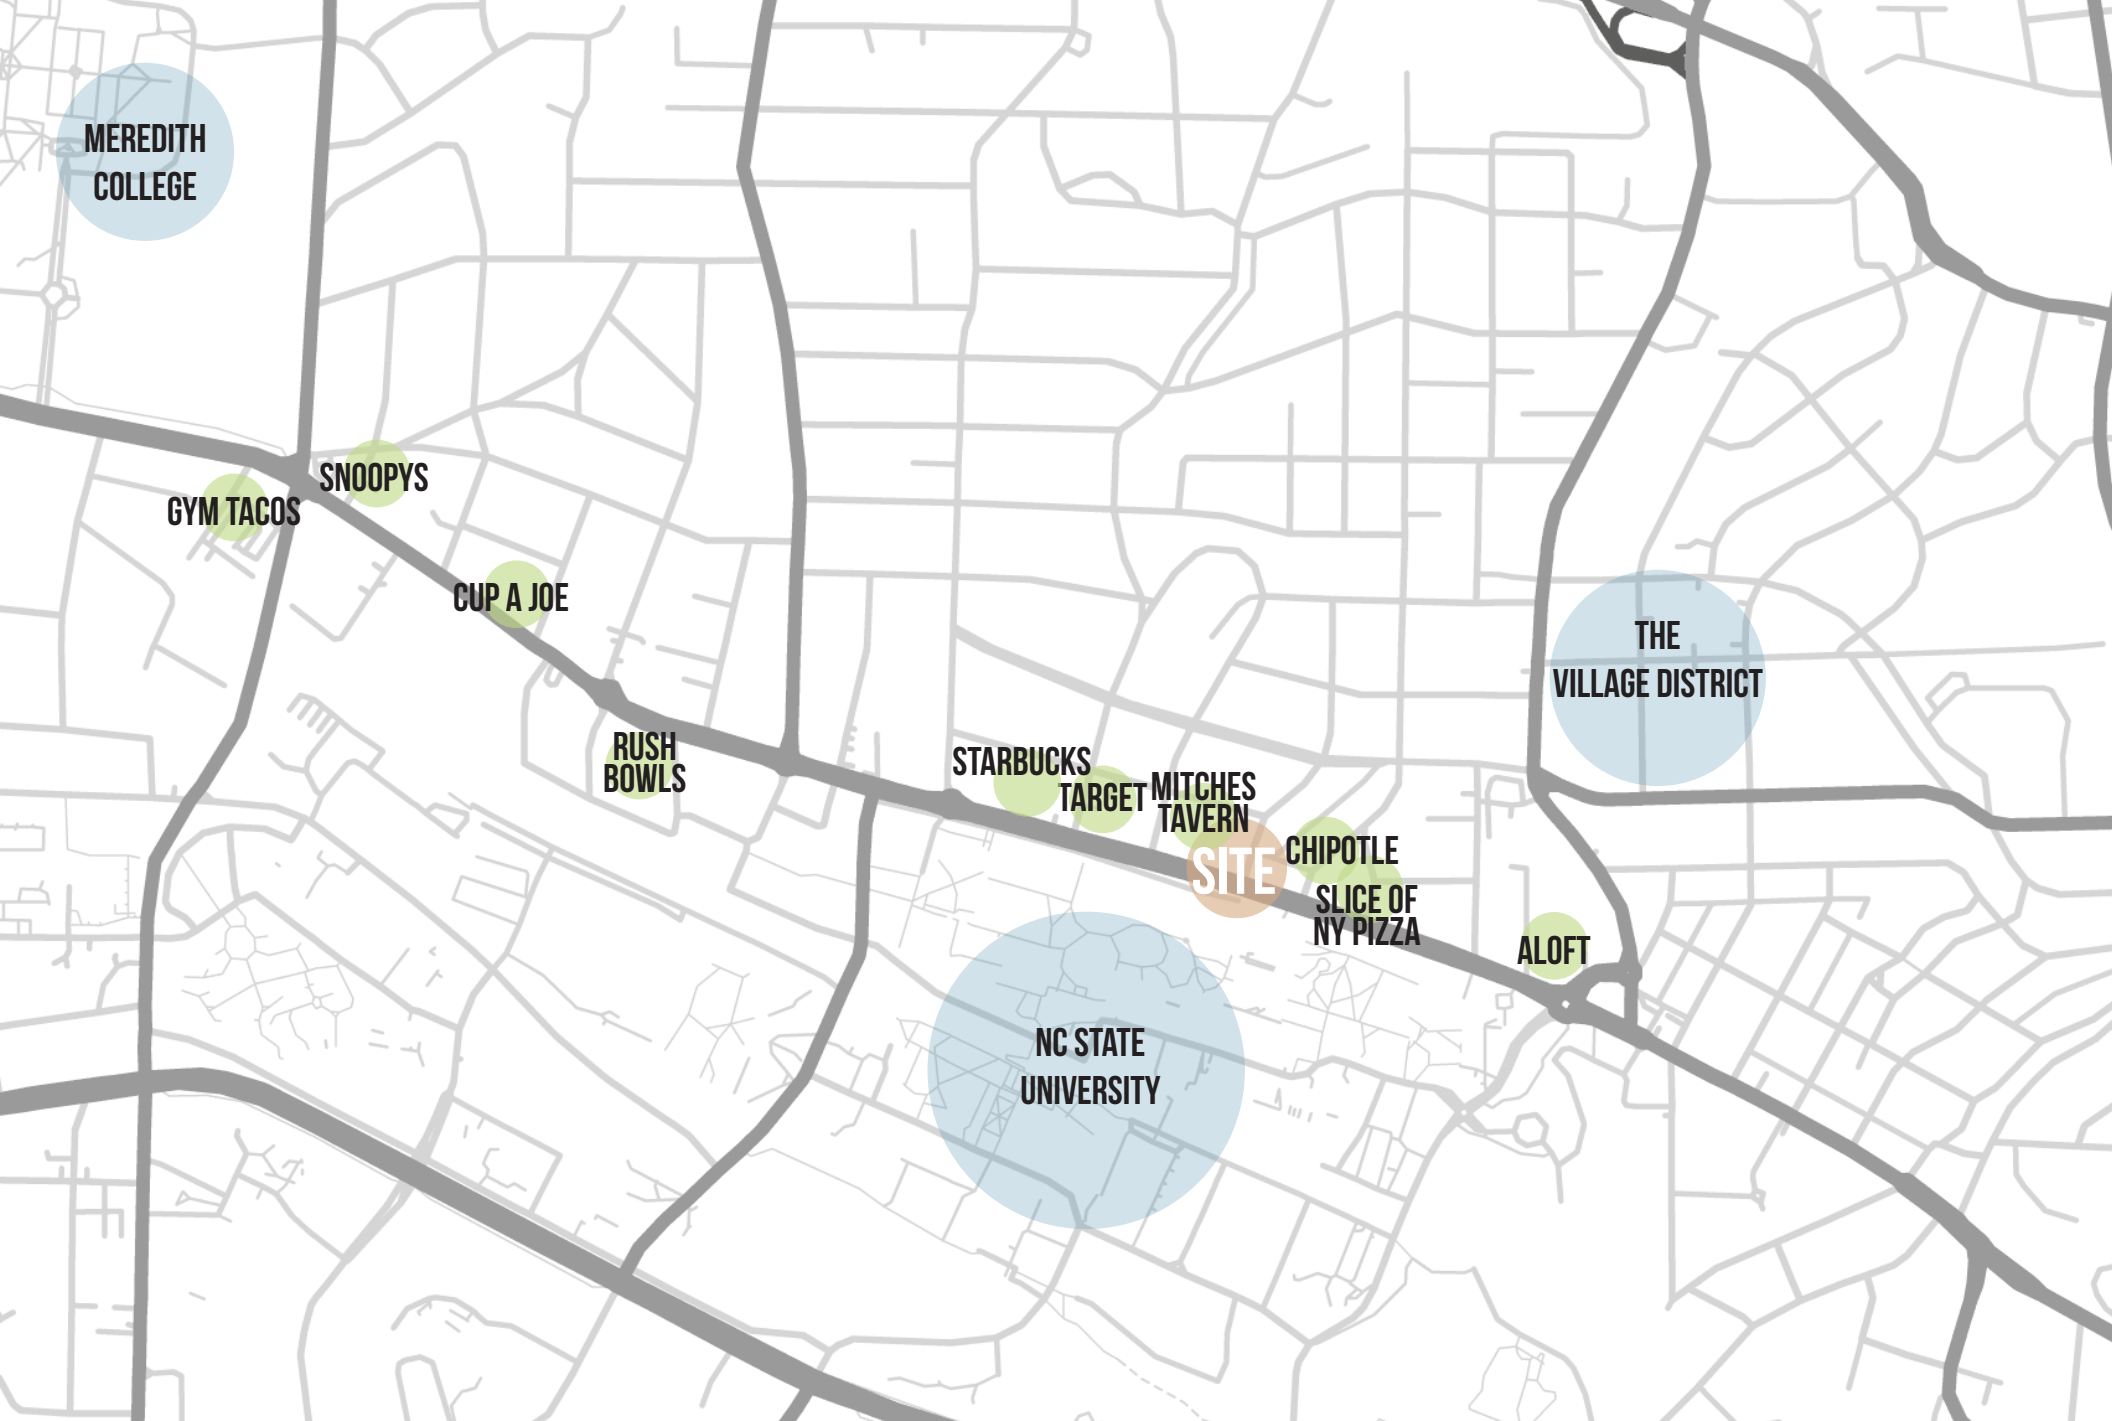 MEREDITH
COLLEGE
SNOOPYS
GYM TACOS
CUP A JOE
THE
VILLAGE DISTRICT
RUSH
BOWLS
STARBUCKS
TARGET
MITCHES
TAVERN
SITE
CHIPOTLE
SLICE OF
NY PIZZA
ALOFT
NC STATE
UNIVERSITY